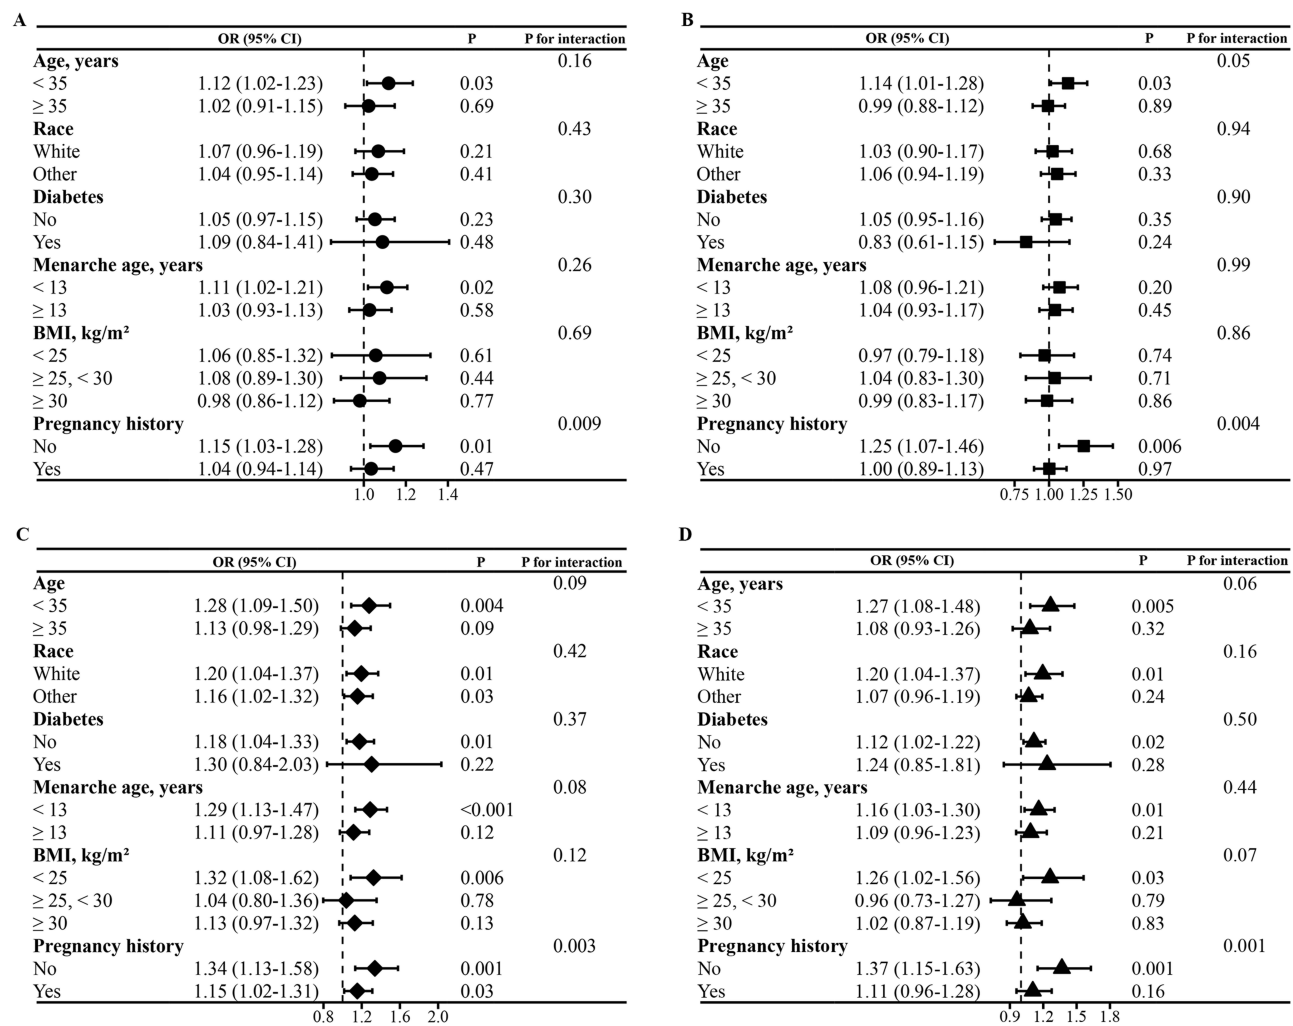 A
OR (95% CI) P P for interaction
Age, years 0.16
< 35 1.12 (1.02-1.23) 0.03
≥ 35 1.02 (0.91-1.15) 0.69
Race 0.43
White 1.07 (0.96-1.19) 0.21
Other 1.04 (0.95-1.14) 0.41
Diabetes 0.30
No 1.05 (0.97-1.15) 0.23
Yes 1.09 (0.84-1.41) 0.48
Menarche age, years 0.26
< 13 1.11 (1.02-1.21) 0.02
≥ 13 1.03 (0.93-1.13) 0.58
BMI, kg/m² 0.69
< 25 1.06 (0.85-1.32) 0.61
≥ 25, < 30 1.08 (0.89-1.30) 0.44
≥ 30 0.98 (0.86-1.12) 0.77
Pregnancy history 0.009
No 1.15 (1.03-1.28) 0.01
Yes 1.04 (0.94-1.14) 0.47
1.0 1.2 1.4
B
OR (95% CI) P P for interaction
Age 0.05
< 35 1.14 (1.01-1.28) 0.03
≥ 35 0.99 (0.88-1.12) 0.89
Race 0.94
White 1.03 (0.90-1.17) 0.68
Other 1.06 (0.94-1.19) 0.33
Diabetes 0.90
No 1.05 (0.95-1.16) 0.35
Yes 0.83 (0.61-1.15) 0.24
Menarche age, years 0.99
< 13 1.08 (0.96-1.21) 0.20
≥ 13 1.04 (0.93-1.17) 0.45
BMI, kg/m² 0.86
< 25 0.97 (0.79-1.18) 0.74
≥ 25, < 30 1.04 (0.83-1.30) 0.71
≥ 30 0.99 (0.83-1.17) 0.86
Pregnancy history 0.004
No 1.25 (1.07-1.46) 0.006
Yes 1.00 (0.89-1.13) 0.97
0.75 1.00 1.25 1.50
C
OR (95% CI) P P for interaction
Age 0.09
< 35 1.28 (1.09-1.50) 0.004
≥ 35 1.13 (0.98-1.29) 0.09
Race 0.42
White 1.20 (1.04-1.37) 0.01
Other 1.16 (1.02-1.32) 0.03
Diabetes 0.37
No 1.18 (1.04-1.33) 0.01
Yes 1.30 (0.84-2.03) 0.22
Menarche age, years 0.08
< 13 1.29 (1.13-1.47) <0.001
≥ 13 1.11 (0.97-1.28) 0.12
BMI, kg/m² 0.12
< 25 1.32 (1.08-1.62) 0.006
≥ 25, < 30 1.04 (0.80-1.36) 0.78
≥ 30 1.13 (0.97-1.32) 0.13
Pregnancy history 0.003
No 1.34 (1.13-1.58) 0.001
Yes 1.15 (1.02-1.31) 0.03
0.8 1.2 1.6 2.0
D
OR (95% CI) P P for interaction
Age, years 0.06
< 35 1.27 (1.08-1.48) 0.005
≥ 35 1.08 (0.93-1.26) 0.32
Race 0.16
White 1.20 (1.04-1.37) 0.01
Other 1.07 (0.96-1.19) 0.24
Diabetes 0.50
No 1.12 (1.02-1.22) 0.02
Yes 1.24 (0.85-1.81) 0.28
Menarche age, years 0.44
< 13 1.16 (1.03-1.30) 0.01
≥ 13 1.09 (0.96-1.23) 0.21
BMI, kg/m² 0.07
< 25 1.26 (1.02-1.56) 0.03
≥ 25, < 30 0.96 (0.73-1.27) 0.79
≥ 30 1.02 (0.87-1.19) 0.83
Pregnancy history 0.001
No 1.37 (1.15-1.63) 0.001
Yes 1.11 (0.96-1.28) 0.16
0.9 1.2 1.5 1.8